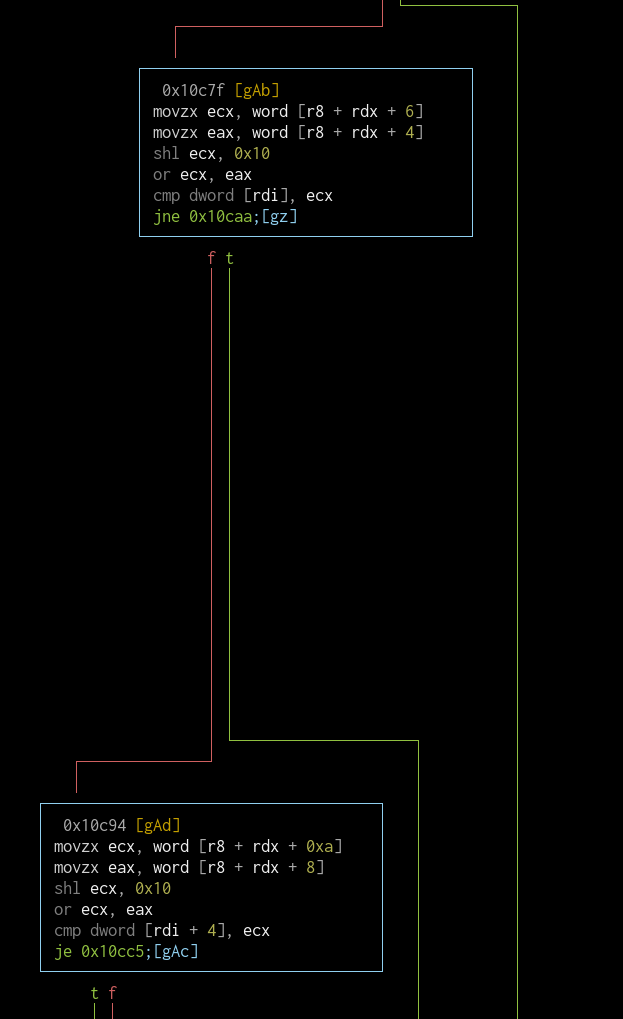 0x10c7f [gAb]
movzx ecx, word [r8 + rdx + 6]
movzx eax, word [r8 + rdx + 4]
shl ecx, 0x10
or ecx, eax
cmp dword [rdi], ecx
jne 0x10caa;[gz]
f t
0x10c94 [gAd]
movzx ecx, word [r8 + rdx + 0xa]
movzx eax, word [r8 + rdx + 8]
shl ecx, 0x10
or ecx, eax
cmp dword [rdi + 4], ecx
je 0x10cc5;[gAc]
t f